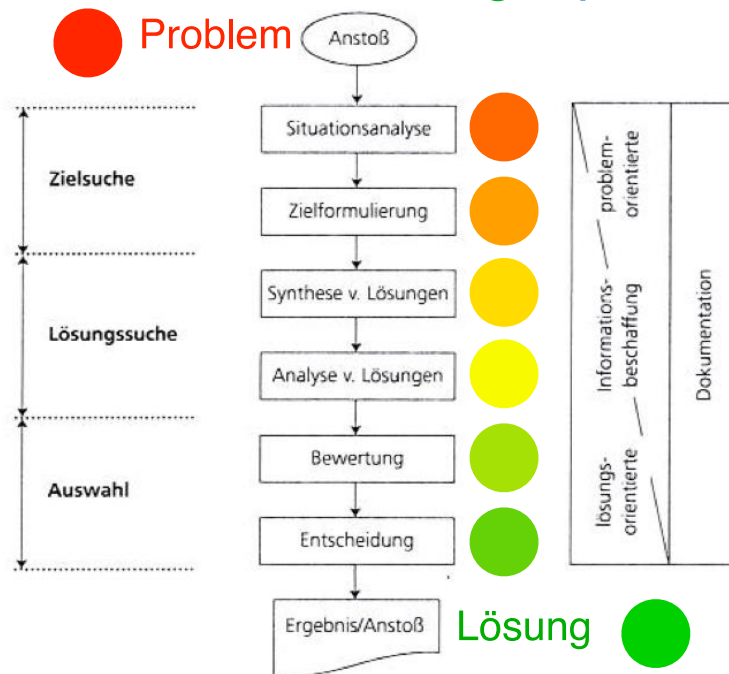 Problem
Anstoß
Situationsanalyse
Zielsuche
Zielformulierung
Synthese v. Lösungen
Lösungssuche
Analyse v. Lösungen
Bewertung
Auswahl
Entscheidung
Ergebnis/Anstoß
Lösung
problem-
orientierte
Informations-
beschaffung
lösungs-
orientierte
Dokumentation